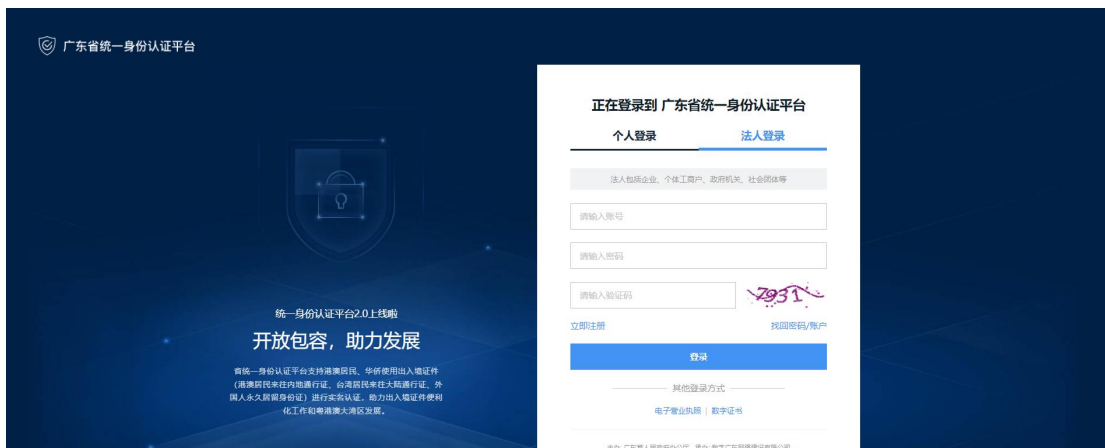 广东省统一身份认证平台
正在登录到 广东省统一身份认证平台
个人登录 法人登录
法人包括企业、个体工商户、政府机关、社会团体等
请输入账号
请输入密码
请输入验证码 7931
立即注册 找回密码/账户
登录
其他登录方式
电子营业执照 | 数字证书
统一身份认证平台2.0上线啦
开放包容，助力发展
省统一身份认证平台支持港澳居民、华侨使用出入境证件
（港澳居民来往内地通行证、台湾居民来往大陆通行证、外
国人永久居留身份证）进行实名认证，助力出入境证件便利
化工作和粤港澳大湾区发展。